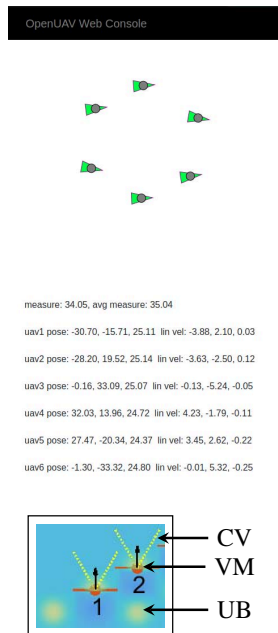 OpenUAV Web Console
measure: 34.05, avg measure: 35.04
uav1 pose: -30.70, -15.71, 25.11 lin vel: -3.88, 2.10, 0.03
uav2 pose: -28.20, 19.52, 25.14 lin vel: -3.63, -2.50, 0.12
uav3 pose: -0.16, 33.09, 25.07 lin vel: -0.13, -5.24, -0.05
uav4 pose: 32.03, 13.96, 24.72 lin vel: 4.23, -1.79, -0.11
uav5 pose: 27.47, -20.34, 24.37 lin vel: 3.45, 2.62, -0.22
uav6 pose: -1.30, -33.32, 24.80 lin vel: -0.01, 5.32, -0.25
CV
VM
1 2
UB